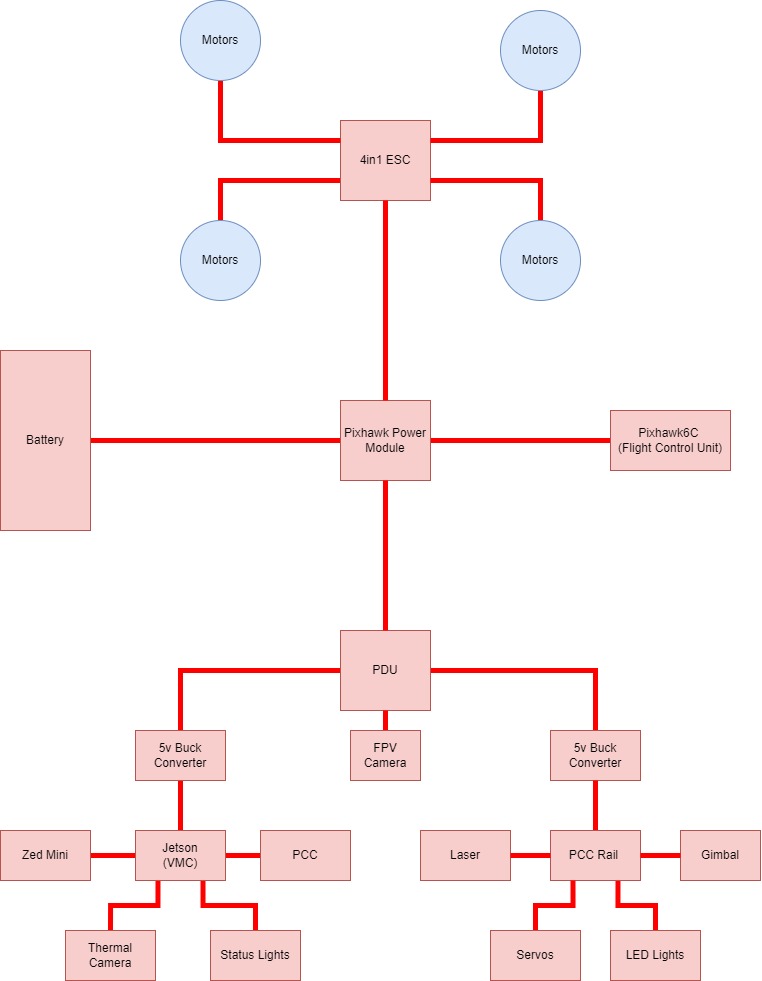 Motors
Motors
4in1 ESC
Motors
Motors
Battery
Pixhawk Power
Module
Pixhawk6C
(Flight Control Unit)
PDU
5v Buck
Converter
FPV
Camera
5v Buck
Converter
Zed Mini
Jetson
(VMC)
PCC
Laser
PCC Rail
Gimbal
Thermal
Camera
Status Lights
Servos
LED Lights